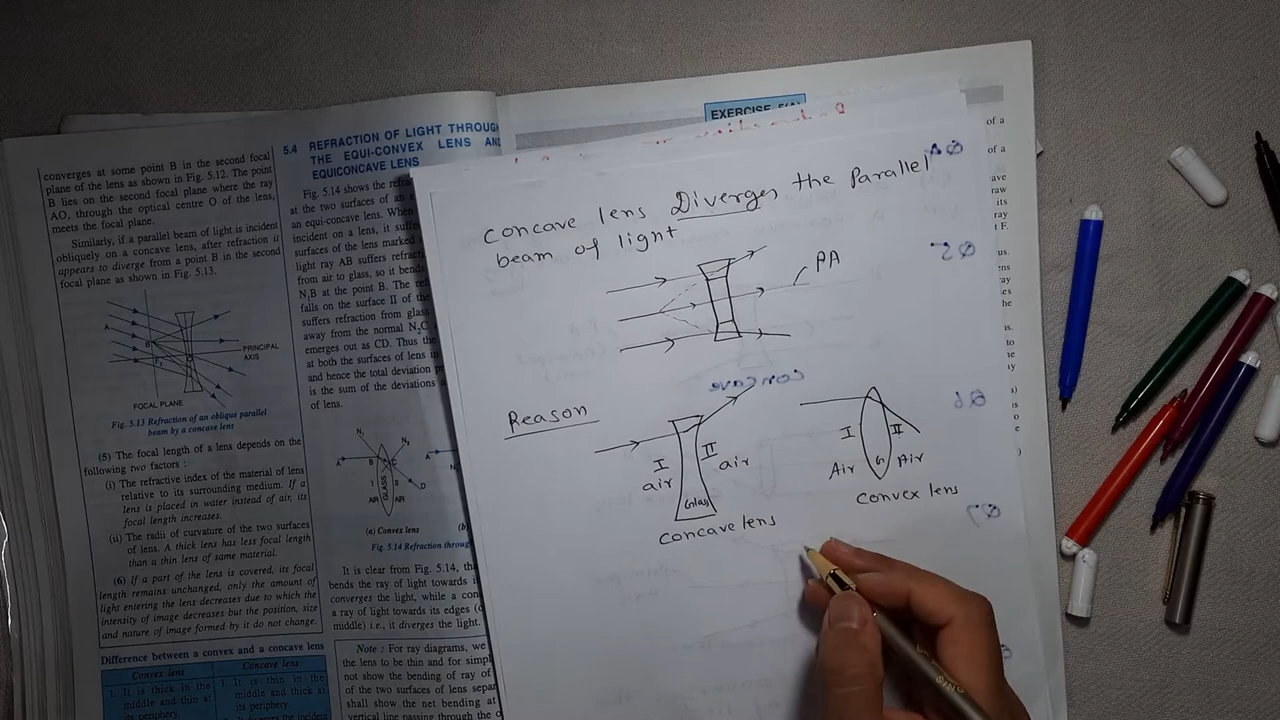 converges at some point B in the second focal
plane of the lens as shown in Fig. 5.12. The point
B lies on the second focal plane where the ray
AO, through the optical centre O of the lens,
meets the focal plane.
Similarly, if a parallel beam of light is incident
obliquely on a concave lens, after refraction it
appears to diverge from a point B in the second
focal plane as shown in Fig. 5.13.
A
B
F₂
PRINCIPAL
AXIS
FOCAL PLANE
Fig. 5.13 Refraction of an oblique parallel
beam by a concave lens
(5) The focal length of a lens depends on the
following two factors :
(i) The refractive index of the material of lens
relative to its surrounding medium. If a
lens is placed in water instead of air, its
focal length increases.
(ii) The radii of curvature of the two surfaces
of lens. A thick lens has less focal length
than a thin lens of same material.
(6) If a part of the lens is covered, its focal
length remains unchanged, only the amount of
light entering the lens decreases due to which the
intensity of image decreases but the position, size
and nature of image formed by it do not change.
Difference between a convex and a concave lens
Convex lens Concave lens
1. It is thick in the 1. It is thin in the
middle and thin at middle and thick at
its periphery. its periphery.
5.4 REFRACTION OF LIGHT THROUGH
THE EQUI-CONVEX LENS AND
EQUICONCAVE LENS
Fig. 5.14 shows the
at the two surfaces of an
an equi-concave lens. When
incident on a lens, it
surfaces of the lens marked
light ray AB suffers
from air to glass, so it bends
N₁B at the point B. The
falls on the surface II of the
suffers refraction from glass
away from the normal N₂C
emerges out as CD. Thus the
at both the surfaces of lens in
and hence the total deviation
is the sum of the deviations
of lens.
N₁ N₂
A B C
I II
AIR GLASS AIR
D
A
(a) Convex lens
Fig. 5.14 Refraction
It is clear from Fig. 5.14,
bends the ray of light towards
converges the light, while a
a ray of light towards its edges
middle) i.e., it diverges the light.
Note : For ray diagrams, we
the lens to be thin and for
not show the bending of ray of
of the two surfaces of lens
shall show the net bending at
vertical line passing through the
EXERCISE 5(A)
of a
of a
concave lens Diverges the Parallel
beam of light
PA
Reason
I
air
II
air
Glass
concave lens
I
Air
II
Air
G
convex lens